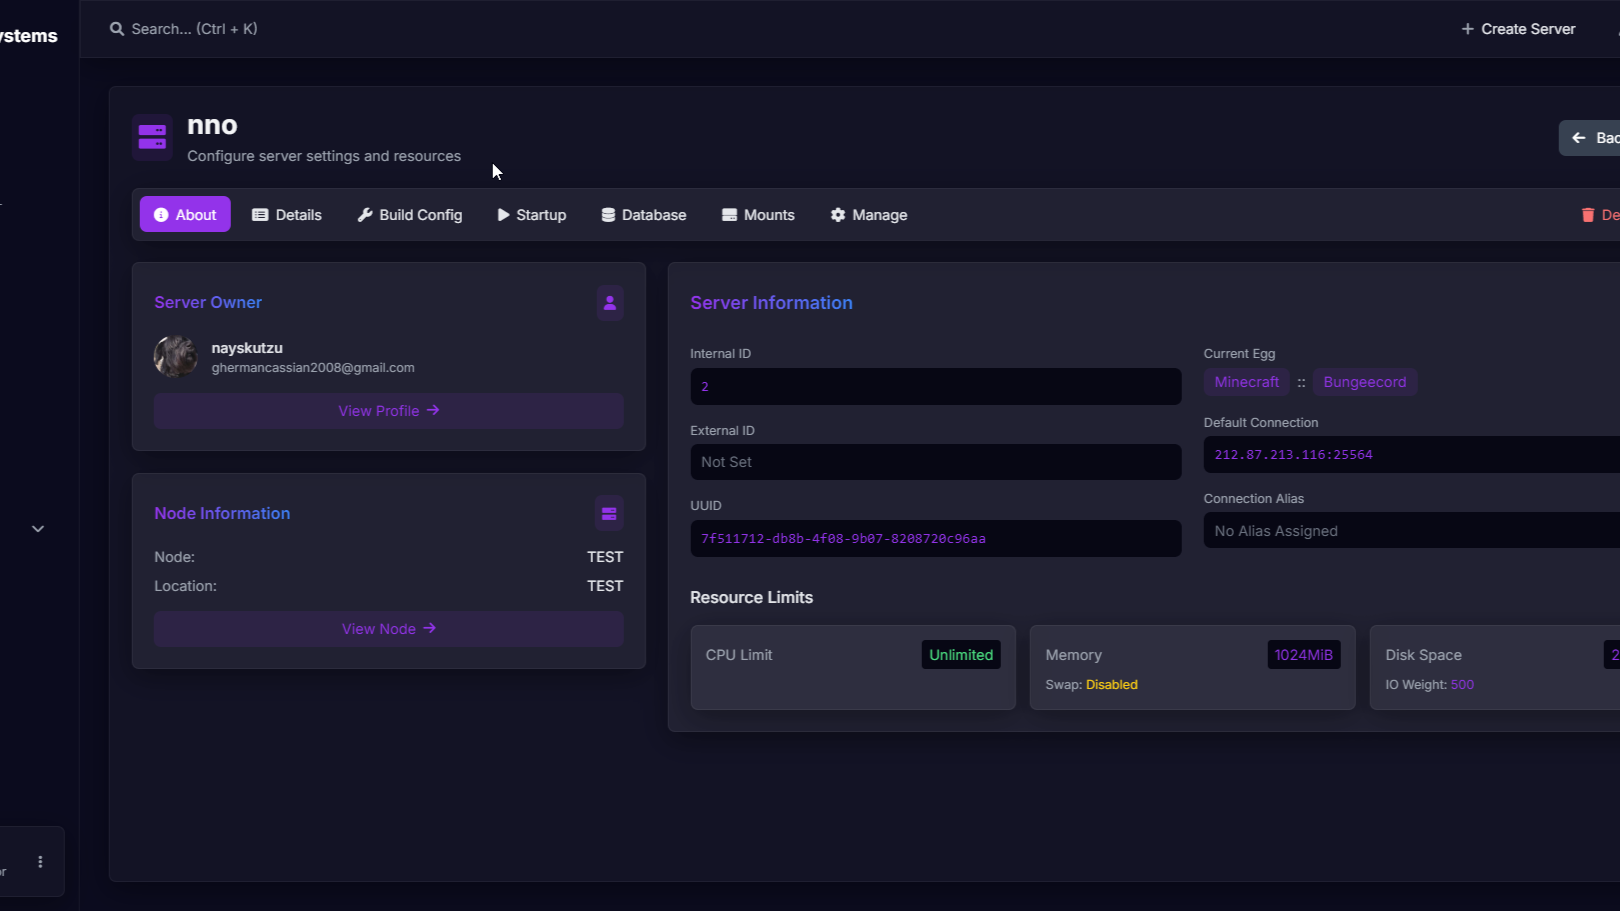 ystems
Search... (Ctrl + K)
Create Server
nno
Configure server settings and resources
Bac
About
Details
Build Config
Startup
Database
Mounts
Manage
De
Server Owner
nayskutzu
ghermancassian2008@gmail.com
View Profile →
Node Information
Node: TEST
Location: TEST
View Node →
Server Information
Internal ID
2
External ID
Not Set
UUID
7f511712-db8b-4f08-9b07-8208720c96aa
Current Egg
Minecraft :: Bungeecord
Default Connection
212.87.213.116:25564
Connection Alias
No Alias Assigned
Resource Limits
CPU Limit Unlimited
Memory 1024MiB
Swap: Disabled
Disk Space 2
IO Weight: 500
or